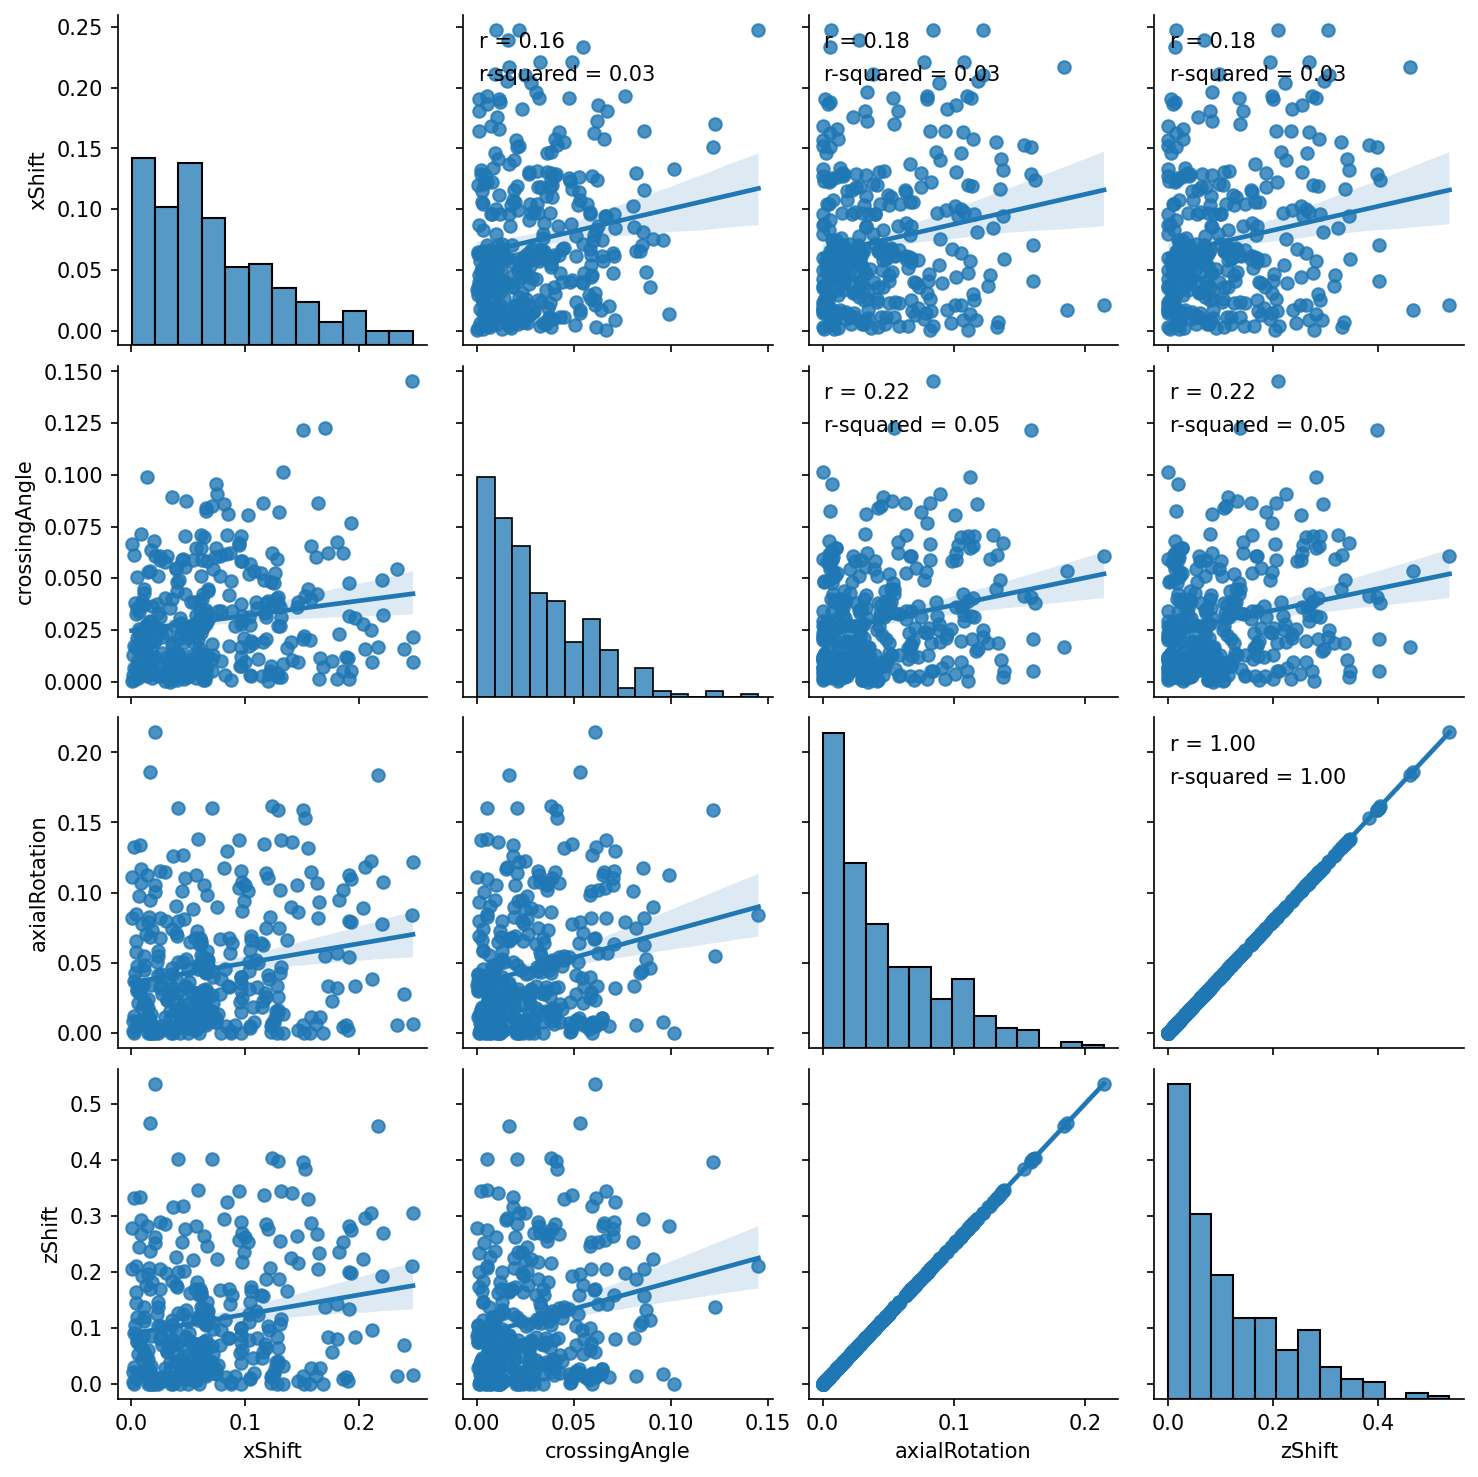 0.25
r = 0.16
r = 0.18
r = 0.18
0.20
r-squared = 0.03
r-squared = 0.03
r-squared = 0.03
0.15
xShift
0.10
0.05
0.00
0.150
r = 0.22
r = 0.22
0.125
r-squared = 0.05
r-squared = 0.05
0.100
crossingAngle
0.075
0.050
0.025
0.000
0.20
r = 1.00
r-squared = 1.00
0.15
axialRotation
0.10
0.05
0.00
0.5
0.4
zShift
0.3
0.2
0.1
0.0
0.0 0.1 0.2
xShift
0.00 0.05 0.10 0.15
crossingAngle
0.0 0.1 0.2
axialRotation
0.0 0.2 0.4
zShift